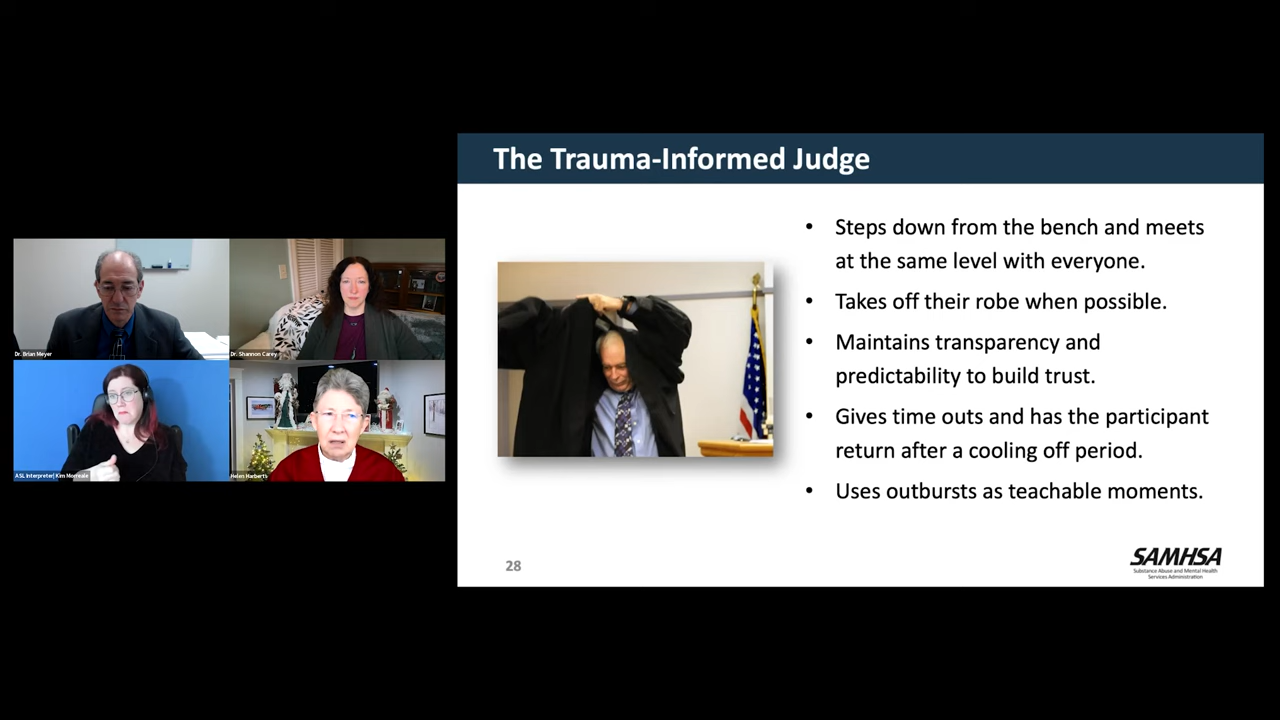 The Trauma-Informed Judge
• Steps down from the bench and meets
at the same level with everyone.
• Takes off their robe when possible.
• Maintains transparency and
predictability to build trust.
• Gives time outs and has the participant
return after a cooling off period.
• Uses outbursts as teachable moments.
28
SAMHSA
Substance Abuse and Mental Health
Services Administration
Dr. Brian Meyer
Dr. Shannon Carey
ASL Interpreter| Kim Morreale
Helen Harberts